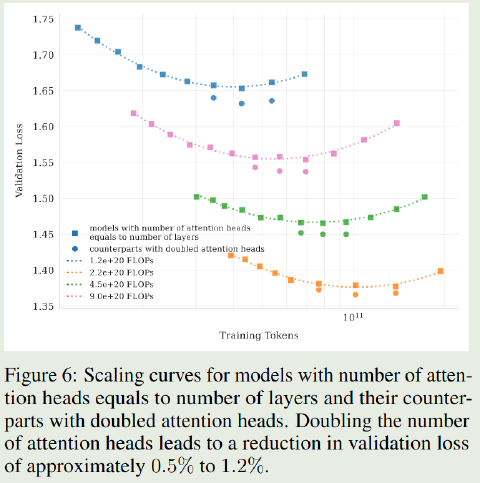 1.75
1.70
1.65
1.60
1.55
1.50
1.45
1.40
1.35
Validation Loss
models with number of attention heads
equals to number of layers
counterparts with doubled attention heads
1.2e+20 FLOPs
2.2e+20 FLOPs
4.5e+20 FLOPs
9.0e+20 FLOPs
10¹¹
Training Tokens
Figure 6: Scaling curves for models with number of atten-
tion heads equals to number of layers and their counter-
parts with doubled attention heads. Doubling the number
of attention heads leads to a reduction in validation loss
of approximately 0.5% to 1.2%.